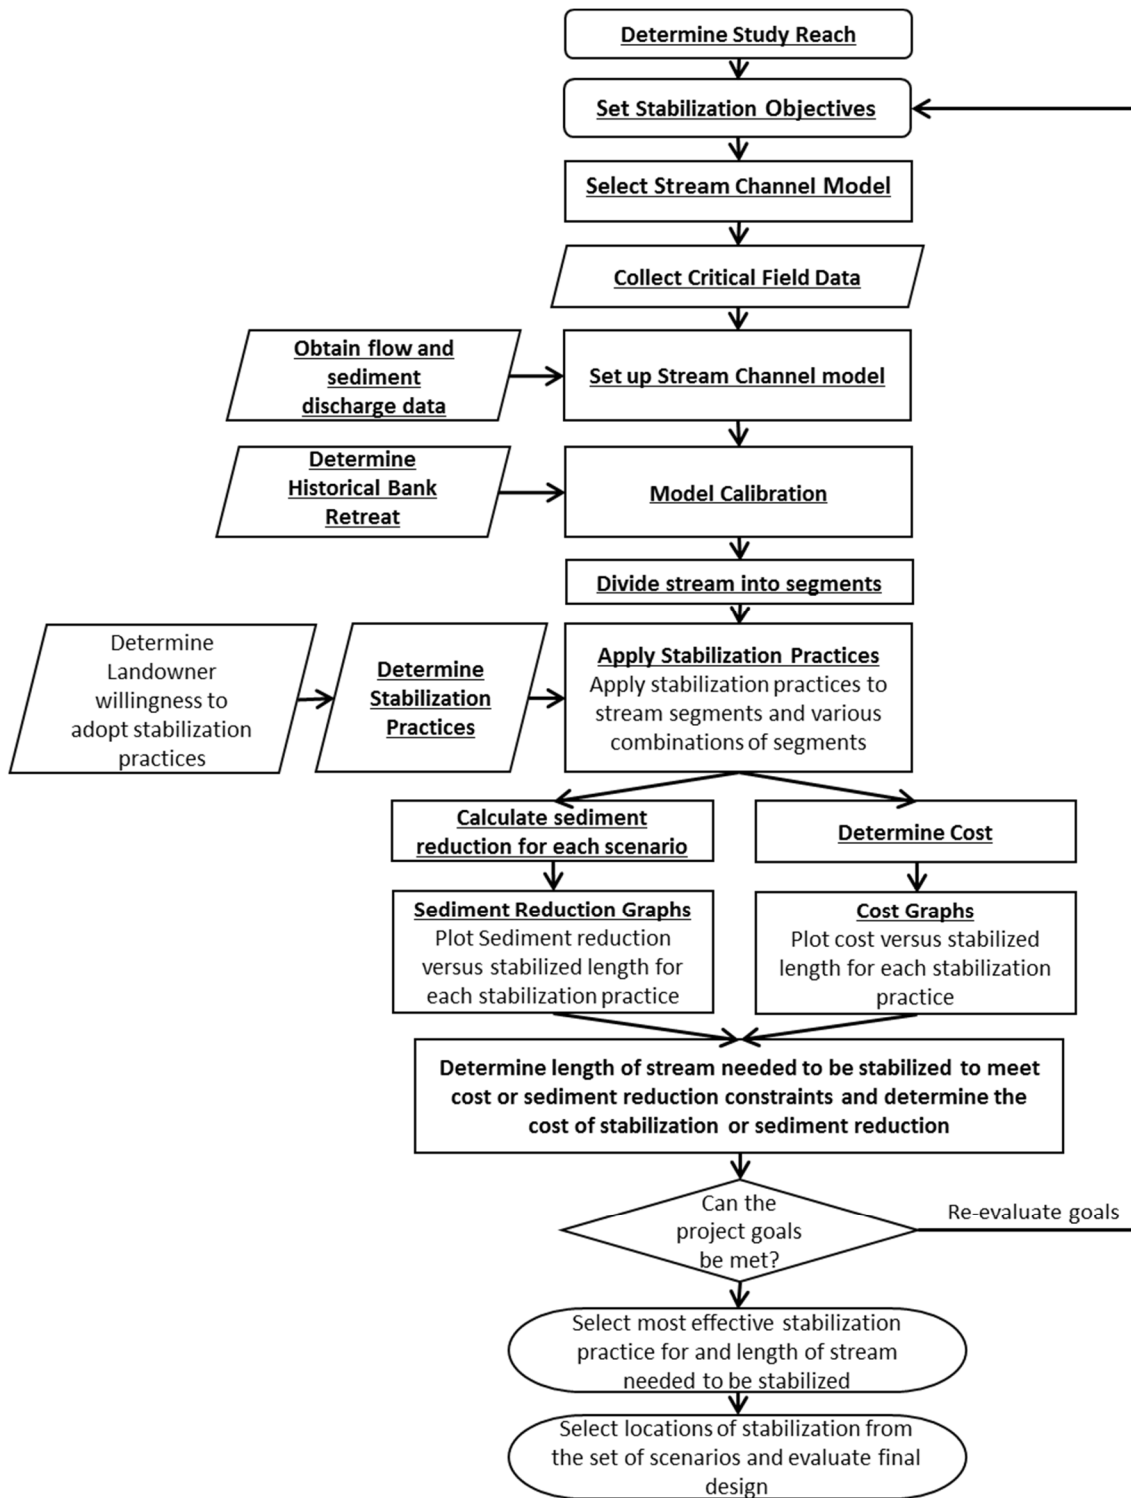 Determine Study Reach
Set Stabilization Objectives
Select Stream Channel Model
Collect Critical Field Data
Obtain flow and
sediment
discharge data
Set up Stream Channel model
Determine
Historical Bank
Retreat
Model Calibration
Divide stream into segments
Determine
Landowner
willingness to
adopt stabilization
practices
Determine
Stabilization
Practices
Apply Stabilization Practices
Apply stabilization practices to
stream segments and various
combinations of segments
Calculate sediment
reduction for each scenario
Determine Cost
Sediment Reduction Graphs
Plot Sediment reduction
versus stabilized length for
each stabilization practice
Cost Graphs
Plot cost versus stabilized
length for each stabilization
practice
Determine length of stream needed to be stabilized to meet
cost or sediment reduction constraints and determine the
cost of stabilization or sediment reduction
Can the
project goals
be met?
Re-evaluate goals
Select most effective stabilization
practice for and length of stream
needed to be stabilized
Select locations of stabilization from
the set of scenarios and evaluate final
design